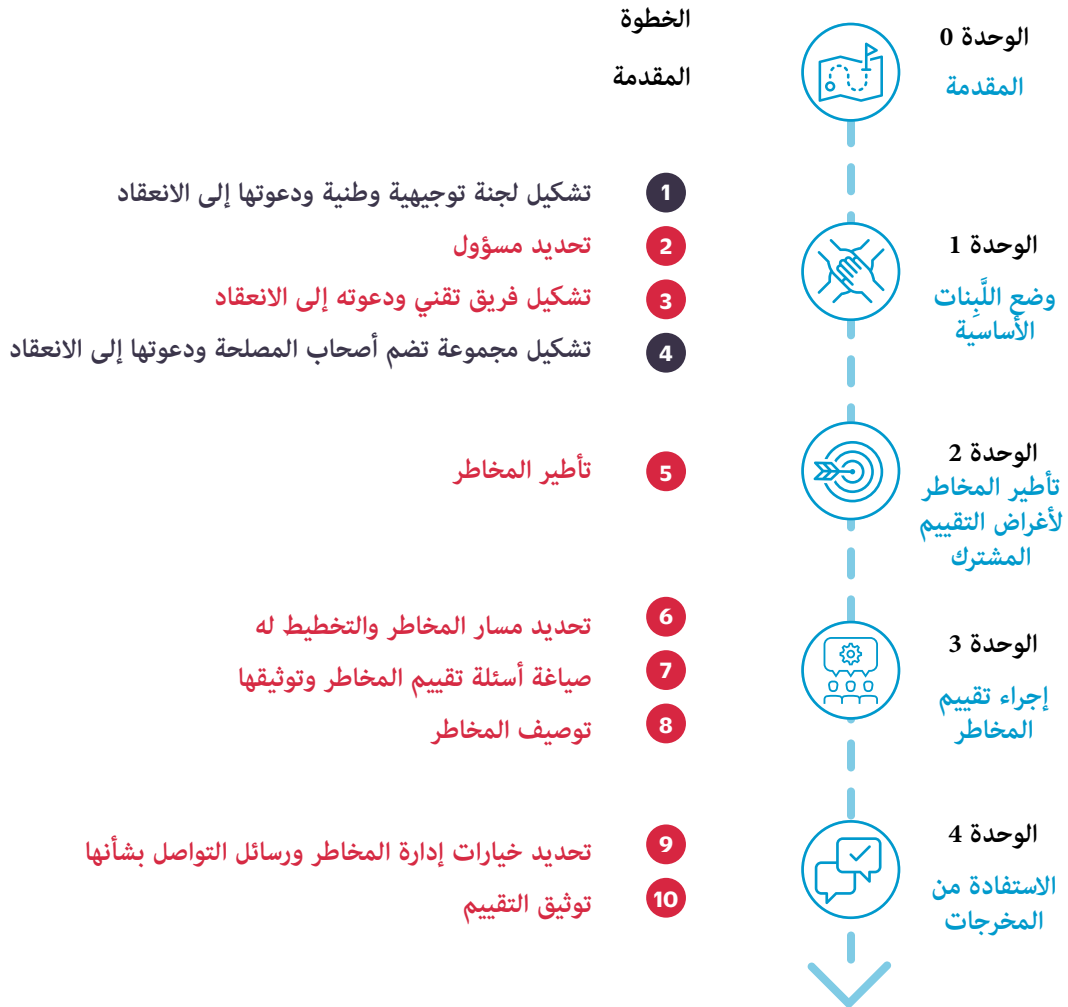 الوحدة 0
المقدمة
الخطوة
المقدمة
الوحدة 1
وضع اللَّبِنات
الأساسية
1 تشكيل لجنة توجيهية وطنية ودعوتها إلى الانعقاد
2 تحديد مسؤول
3 تشكيل فريق تقني ودعوته إلى الانعقاد
4 تشكيل مجموعة تضم أصحاب المصلحة ودعوتها إلى الانعقاد
الوحدة 2
تأطير المخاطر
لأغراض التقييم
المشترك
5 تأطير المخاطر
الوحدة 3
إجراء تقييم
المخاطر
6 تحديد مسار المخاطر والتخطيط له
7 صياغة أسئلة تقييم المخاطر وتوثيقها
8 توصيف المخاطر
الوحدة 4
الاستفادة من
المخرجات
9 تحديد خيارات إدارة المخاطر ورسائل التواصل بشأنها
10 توثيق التقييم